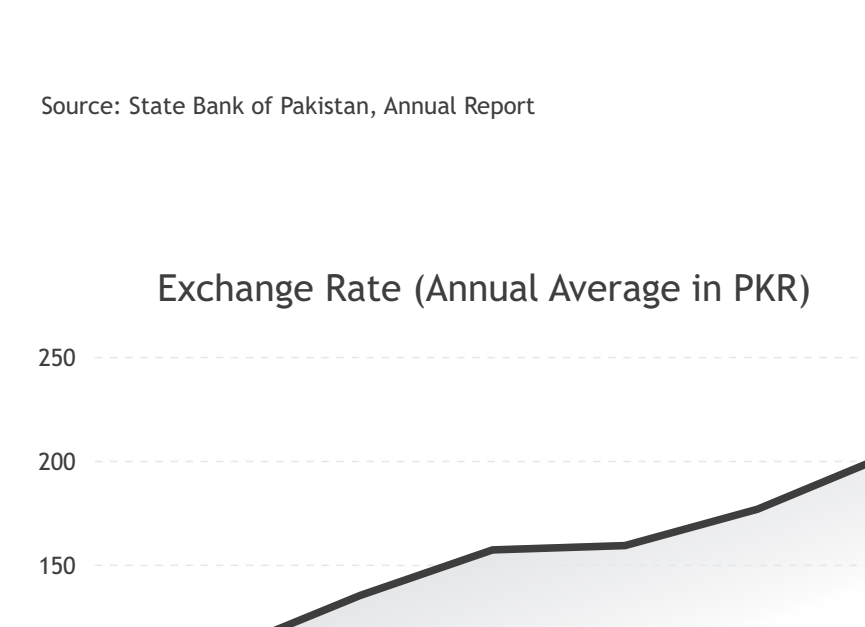 Source: State Bank of Pakistan, Annual Report
Exchange Rate (Annual Average in PKR)
250
200
150